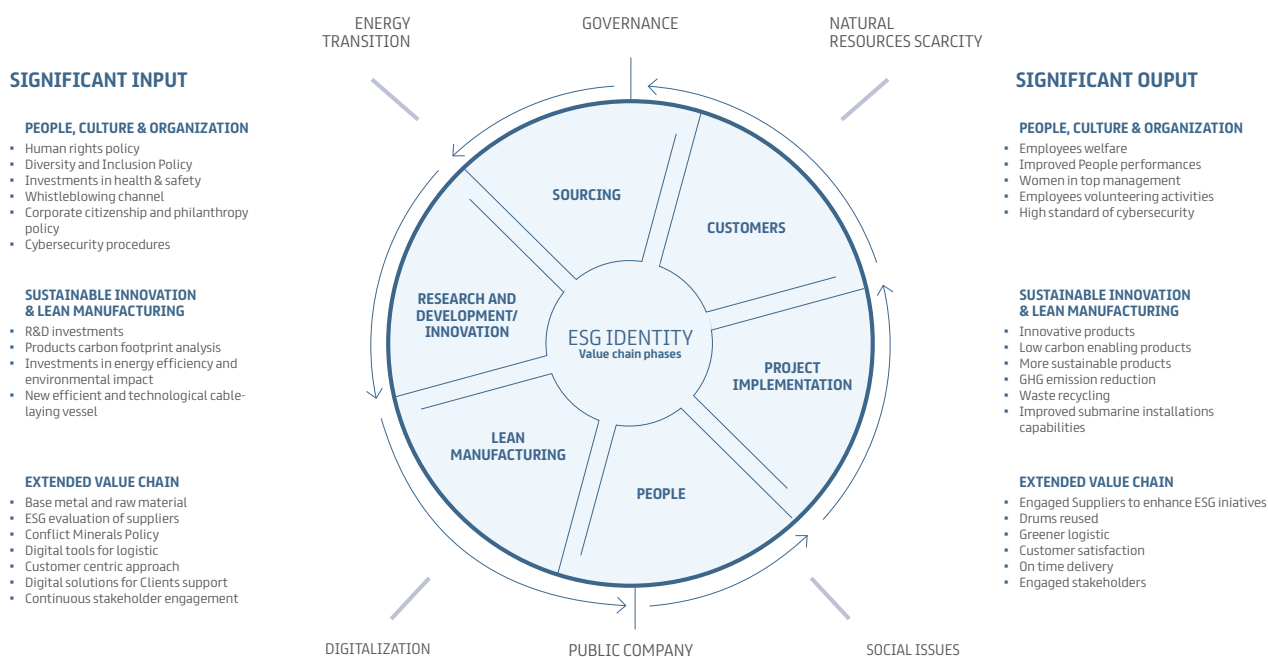 ENERGY
TRANSITION
GOVERNANCE
NATURAL
RESOURCES SCARCITY
SIGNIFICANT INPUT
PEOPLE, CULTURE & ORGANIZATION
• Human rights policy
• Diversity and Inclusion Policy
• Investments in health & safety
• Whistleblowing channel
• Corporate citizenship and philanthropy
policy
• Cybersecurity procedures
SUSTAINABLE INNOVATION
& LEAN MANUFACTURING
• R&D investments
• Products carbon footprint analysis
• Investments in energy efficiency and
environmental impact
• New efficient and technological cable-
laying vessel
EXTENDED VALUE CHAIN
• Base metal and raw material
• ESG evaluation of suppliers
• Conflict Minerals Policy
• Digital tools for logistic
• Customer centric approach
• Digital solutions for Clients support
• Continuous stakeholder engagement
SOURCING
CUSTOMERS
RESEARCH AND
DEVELOPMENT/
INNOVATION
ESG IDENTITY
Value chain phases
PROJECT
IMPLEMENTATION
LEAN
MANUFACTURING
PEOPLE
SIGNIFICANT OUPUT
PEOPLE, CULTURE & ORGANIZATION
• Employees welfare
• Improved People performances
• Women in top management
• Employees volunteering activities
• High standard of cybersecurity
SUSTAINABLE INNOVATION
& LEAN MANUFACTURING
• Innovative products
• Low carbon enabling products
• More sustainable products
• GHG emission reduction
• Waste recycling
• Improved submarine installations
capabilities
EXTENDED VALUE CHAIN
• Engaged Suppliers to enhance ESG iniatives
• Drums reused
• Greener logistic
• Customer satisfaction
• On time delivery
• Engaged stakeholders
DIGITALIZATION
PUBLIC COMPANY
SOCIAL ISSUES